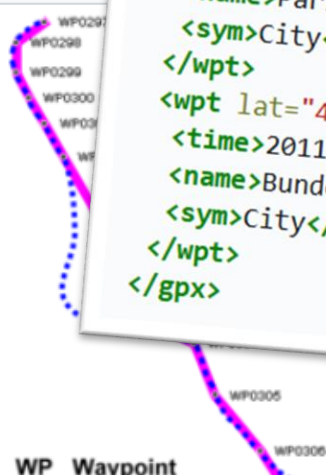 WP0297
WP0298
WP0299
WP0300
<sym>City
</wpt>
<wpt lat="4
<time>2011
<name>Bund
<sym>City</
</wpt>
</gpx>
WP0305
WP0306
WP Waypoint